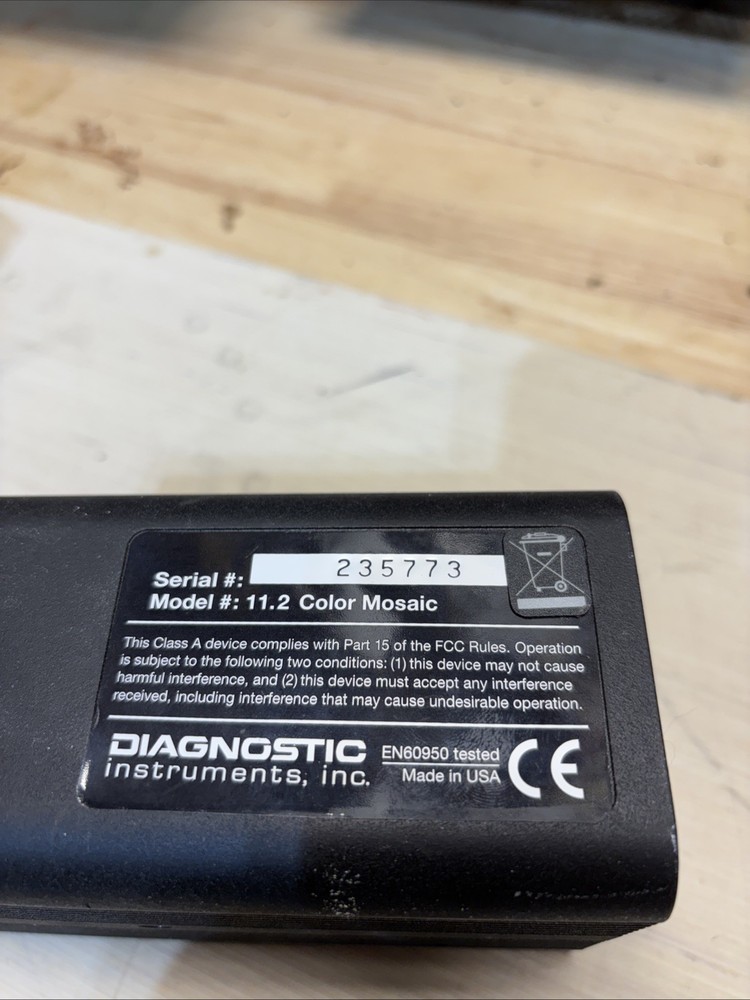 Serial #: 235773
Model #: 11.2 Color Mosaic
This Class A device complies with Part 15 of the FCC Rules. Operation
is subject to the following two conditions: (1) this device may not cause
harmful interference, and (2) this device must accept any interference
received, including interference that may cause undesirable operation.
DIAGNOSTIC
instruments, inc.
EN60950 tested
Made in USA
CE